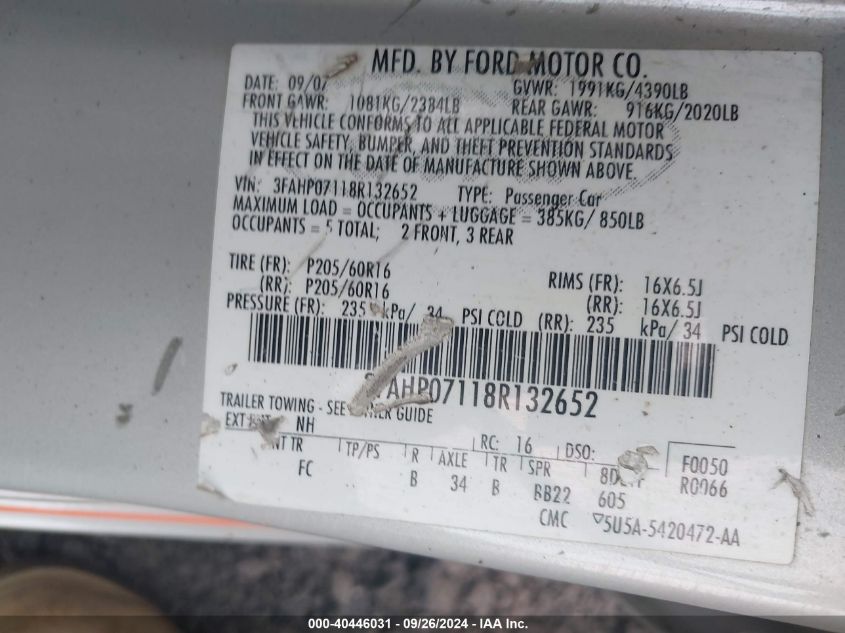 MFD. BY FORD MOTOR CO.
DATE: 09/07 GVWR: 1991KG/4390LB
FRONT GAWR: 1081KG/2384LB REAR GAWR: 916KG/2020LB
THIS VEHICLE CONFORMS TO ALL APPLICABLE FEDERAL MOTOR
VEHICLE SAFETY, BUMPER, AND THEFT PREVENTION STANDARDS
IN EFFECT ON THE DATE OF MANUFACTURE SHOWN ABOVE.
VIN: 3FAHP07118R132652 TYPE: Passenger Car
MAXIMUM LOAD = OCCUPANTS + LUGGAGE = 385KG/ 850LB
OCCUPANTS = 5 TOTAL; 2 FRONT, 3 REAR
TIRE (FR): P205/60R16 RIMS (FR): 16X6.5J
(RR): P205/60R16 (RR): 16X6.5J
PRESSURE (FR): 235 kPa/ 34 PSI COLD (RR): 235 kPa/ 34 PSI COLD
3FAHP07118R132652
TRAILER TOWING - SEE OWNER GUIDE
EXT PNT: NH RC: 16 DSO: F0050
INT TR TP/PS R AXLE TR SPR R0066
FC B 34 B BB22 605
CMC 5U5A-5420472-AA
000-40446031 - 09/26/2024 - IAA Inc.